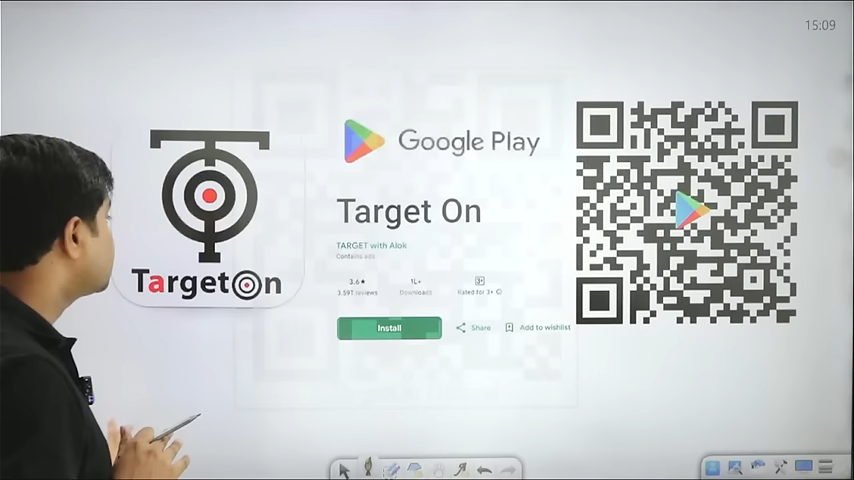 15:09
Google Play
TargetOn
Target On
TARGET with Alok
Contains ads
3.6★
3.59T reviews
1L+
Downloads
3+
Rated for 3+
Install
Share
Add to wishlist